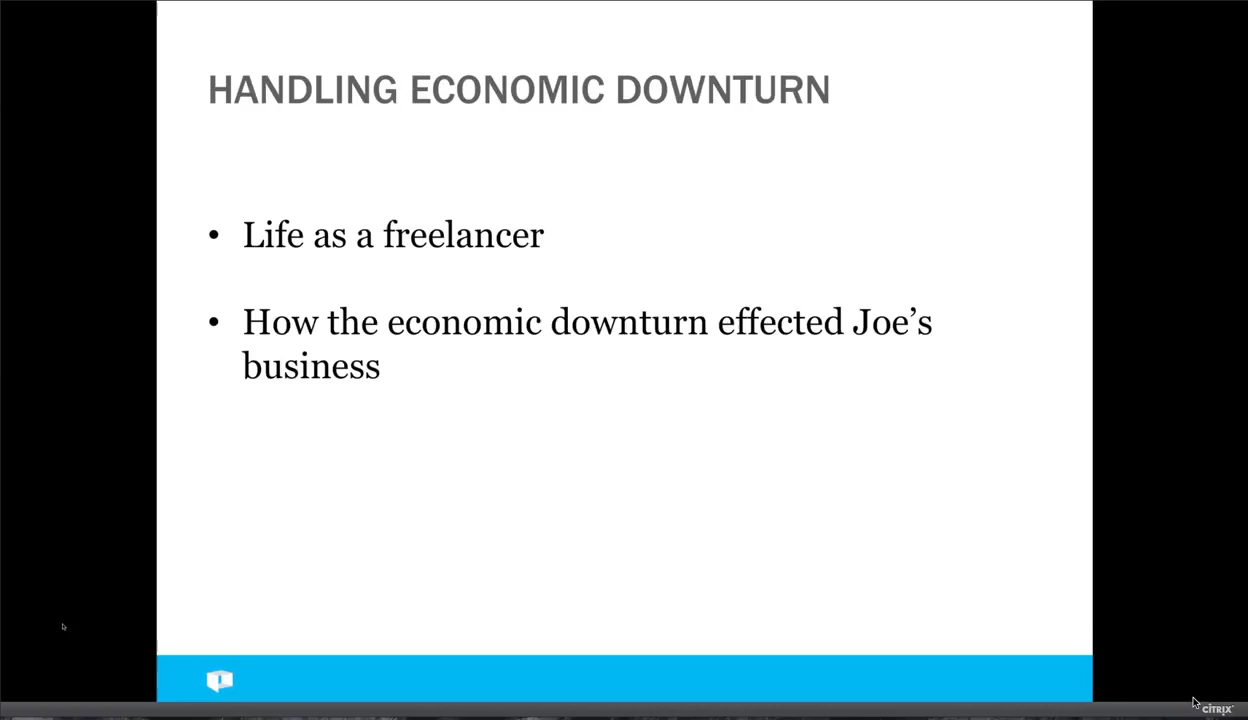 HANDLING ECONOMIC DOWNTURN
• Life as a freelancer
• How the economic downturn effected Joe’s
business
CITRIX